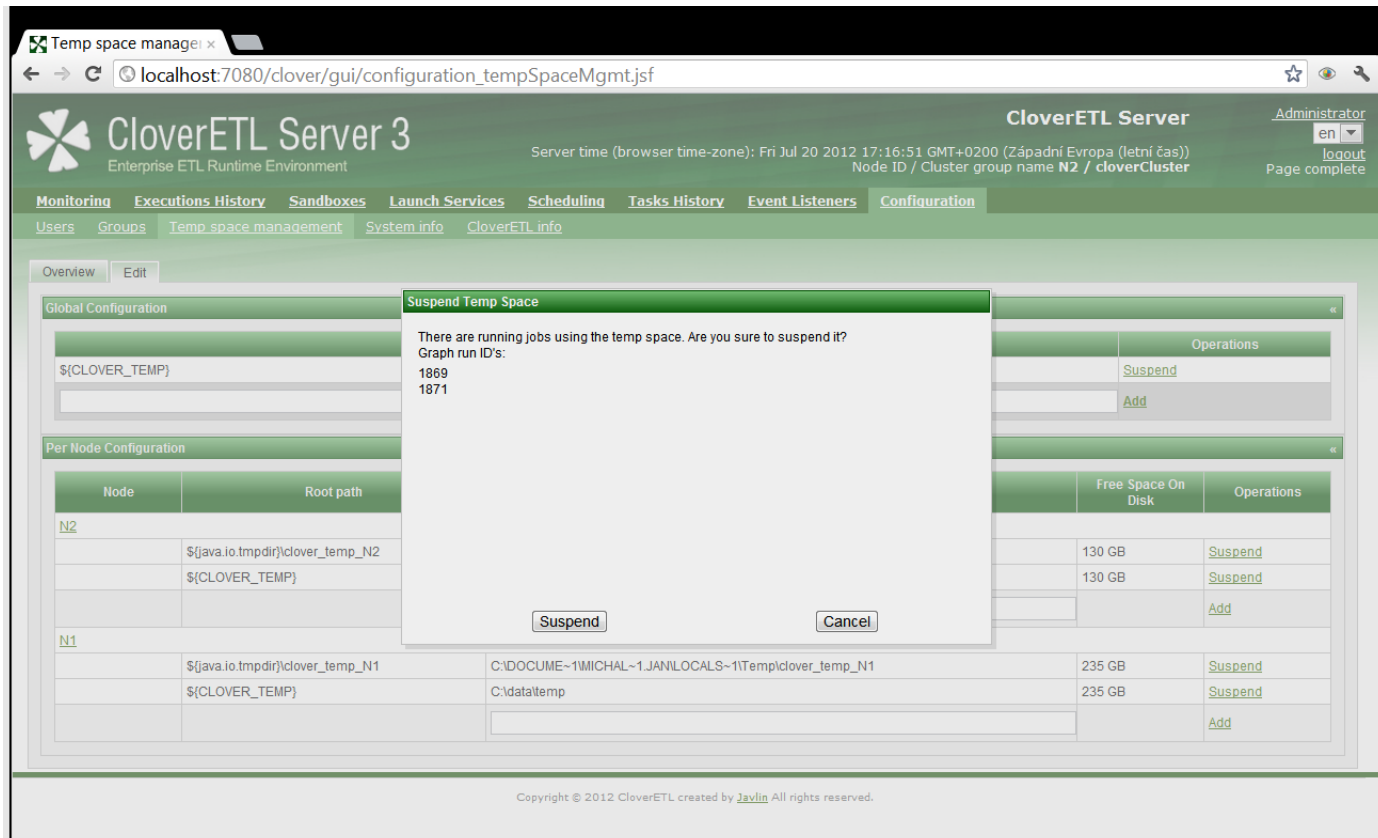 Temp space manager ×
localhost:7080/clover/gui/configuration_tempSpaceMgmt.jsf
CloverETL Server 3
Enterprise ETL Runtime Environment
CloverETL Server
Server time (browser time-zone): Fri Jul 20 2012 17:16:51 GMT+0200 (Západní Evropa (letní čas))
Node ID / Cluster group name N2 / cloverCluster
Administrator
en
logout
Page complete
Monitoring Executions History Sandboxes Launch Services Scheduling Tasks History Event Listeners Configuration
Users Groups Temp space management System info CloverETL info
Overview Edit
Global Configuration «
Operations
${CLOVER_TEMP} Suspend
Add
Suspend Temp Space
There are running jobs using the temp space. Are you sure to suspend it?
Graph run ID's:
1869
1871
Suspend Cancel
Per Node Configuration «
Node Root path Free Space On Disk Operations
N2
${java.io.tmpdir}\clover_temp_N2 130 GB Suspend
${CLOVER_TEMP} 130 GB Suspend
Add
N1
${java.io.tmpdir}\clover_temp_N1 C:\DOCUME~1\MICHAL~1.JAN\LOCALS~1\Temp\clover_temp_N1 235 GB Suspend
${CLOVER_TEMP} C:\data\temp 235 GB Suspend
Add
Copyright © 2012 CloverETL created by Javlin All rights reserved.